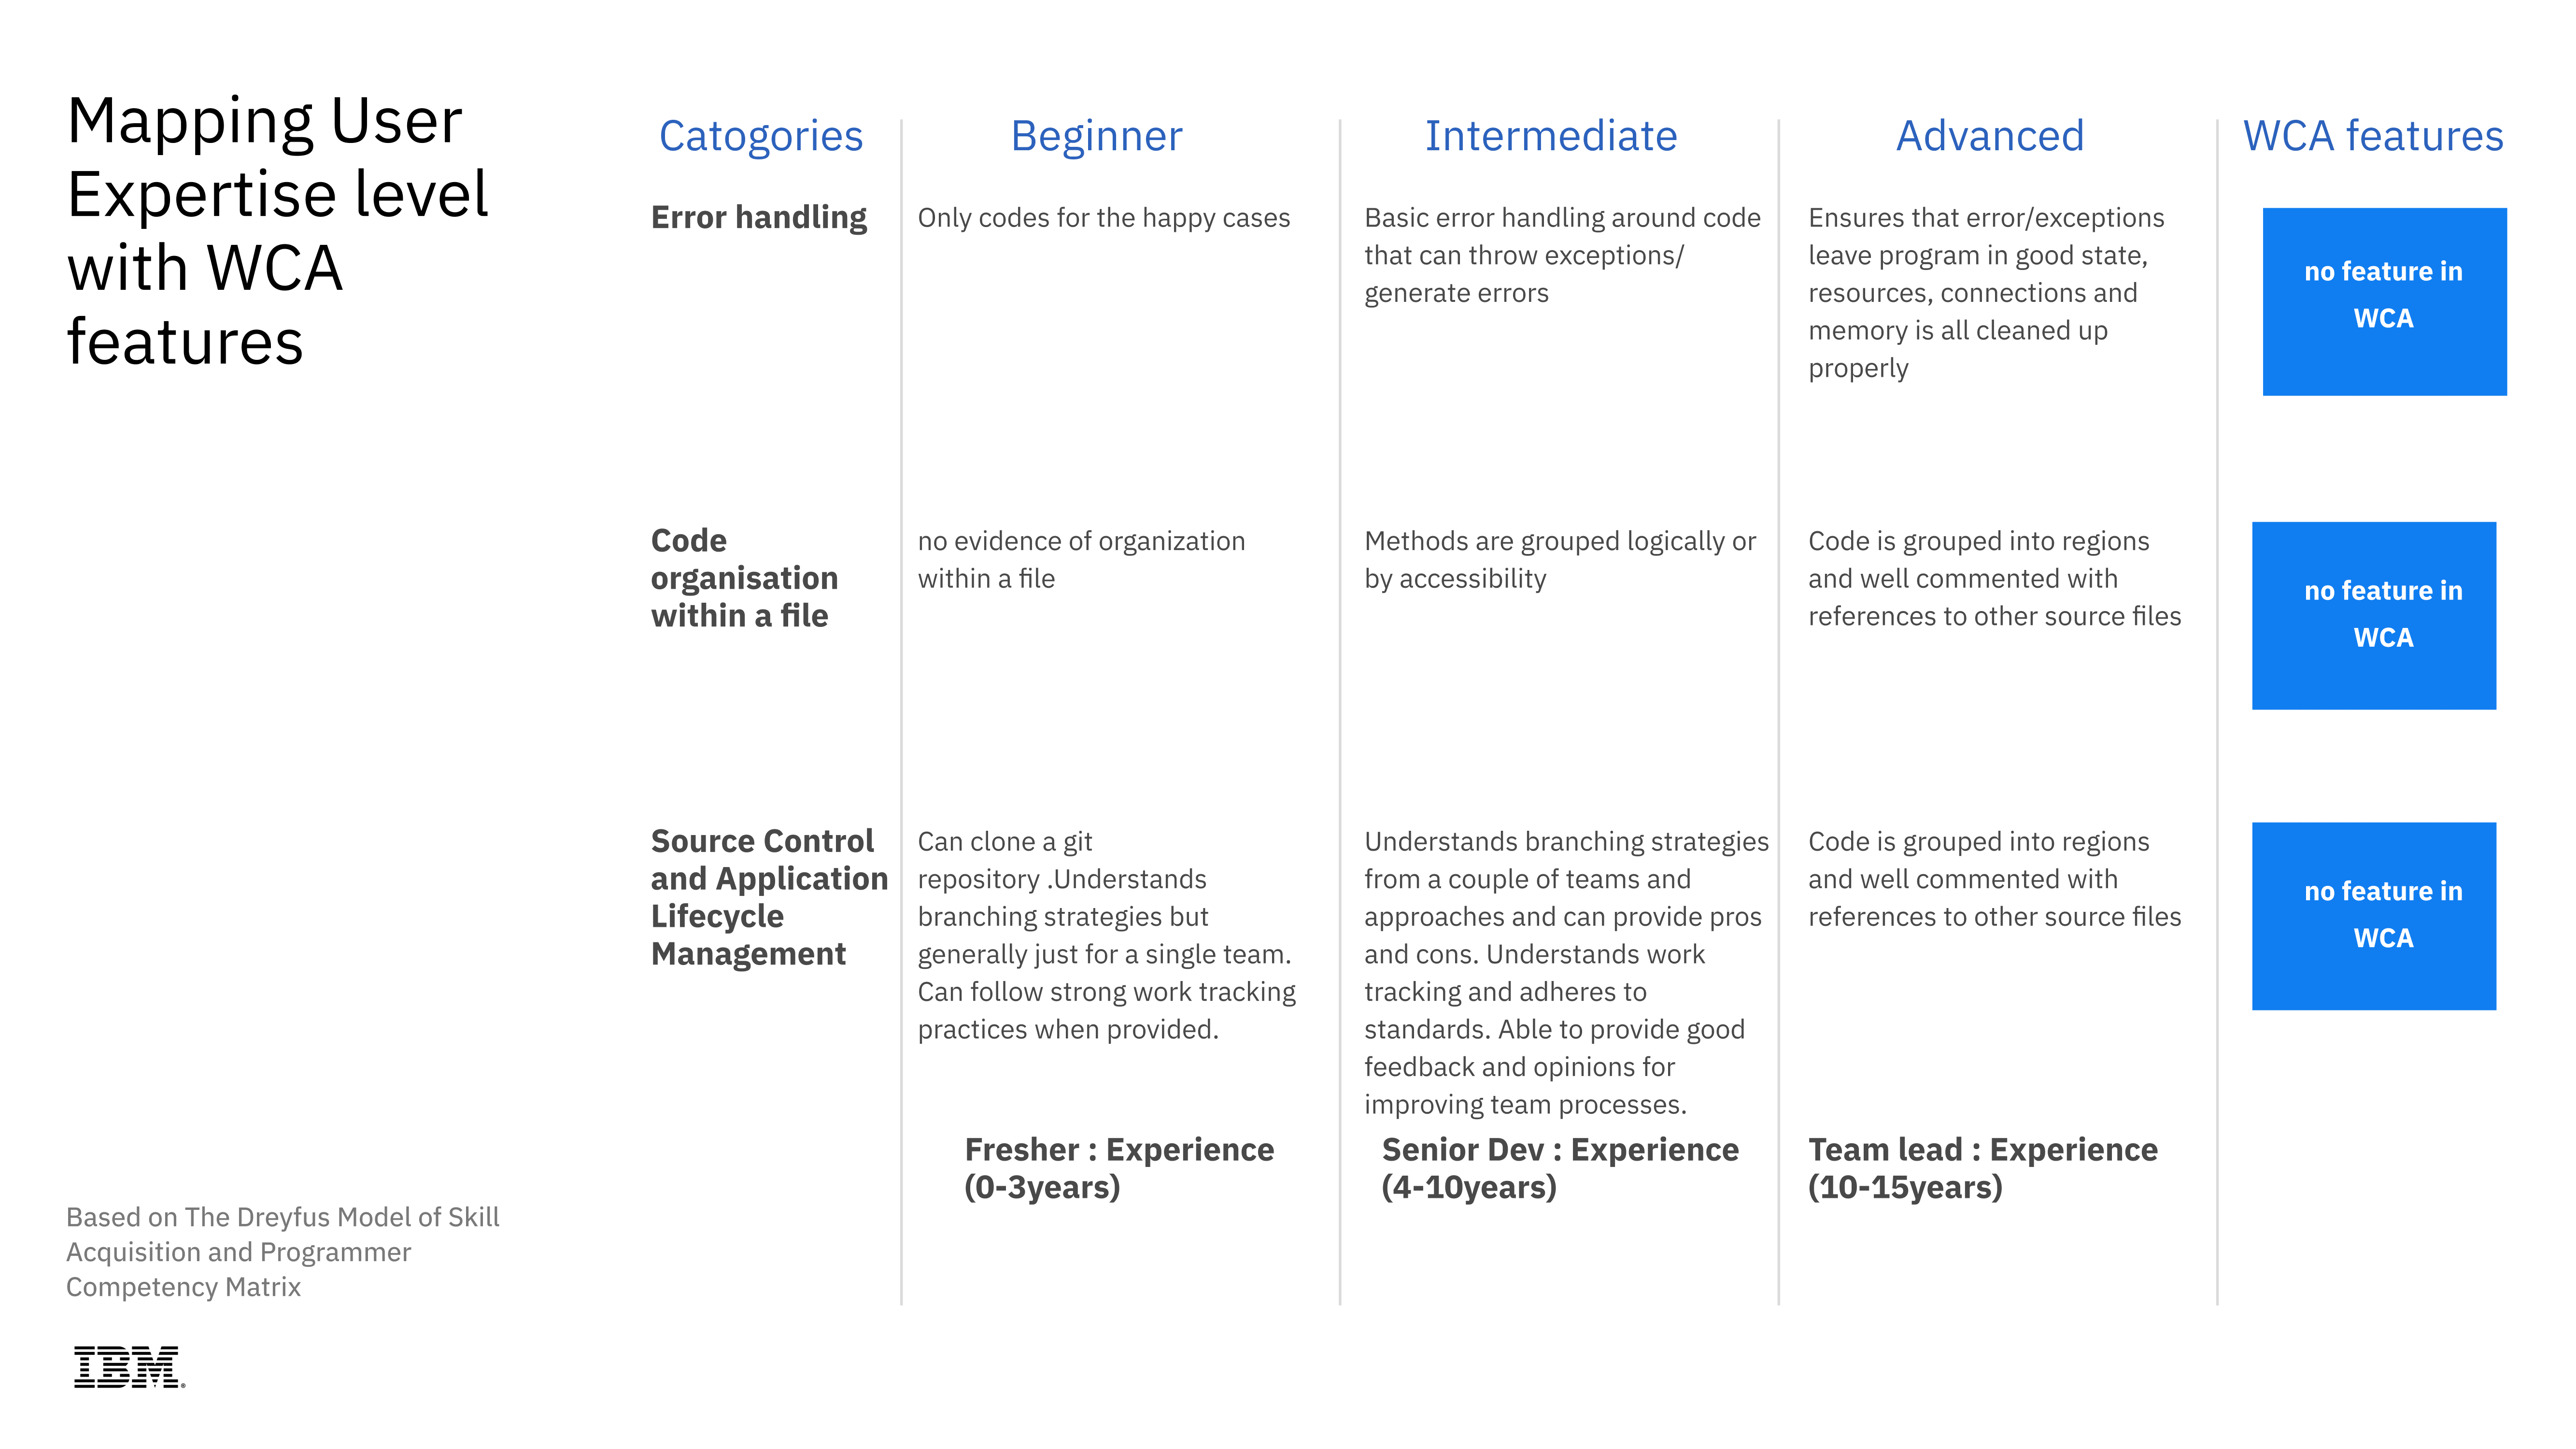 Mapping User
Expertise level
with WCA
features
Catogories
Beginner
Intermediate
Advanced
WCA features
Error handling
Only codes for the happy cases
Basic error handling around code
that can throw exceptions/
generate errors
Ensures that error/exceptions
leave program in good state,
resources, connections and
memory is all cleaned up
properly
no feature in
WCA
Code
organisation
within a file
no evidence of organization
within a file
Methods are grouped logically or
by accessibility
Code is grouped into regions
and well commented with
references to other source files
no feature in
WCA
Source Control
and Application
Lifecycle
Management
Can clone a git
repository .Understands
branching strategies but
generally just for a single team.
Can follow strong work tracking
practices when provided.
Understands branching strategies
from a couple of teams and
approaches and can provide pros
and cons. Understands work
tracking and adheres to
standards. Able to provide good
feedback and opinions for
improving team processes.
Code is grouped into regions
and well commented with
references to other source files
no feature in
WCA
Fresher : Experience
(0-3years)
Senior Dev : Experience
(4-10years)
Team lead : Experience
(10-15years)
Based on The Dreyfus Model of Skill
Acquisition and Programmer
Competency Matrix
IBM®